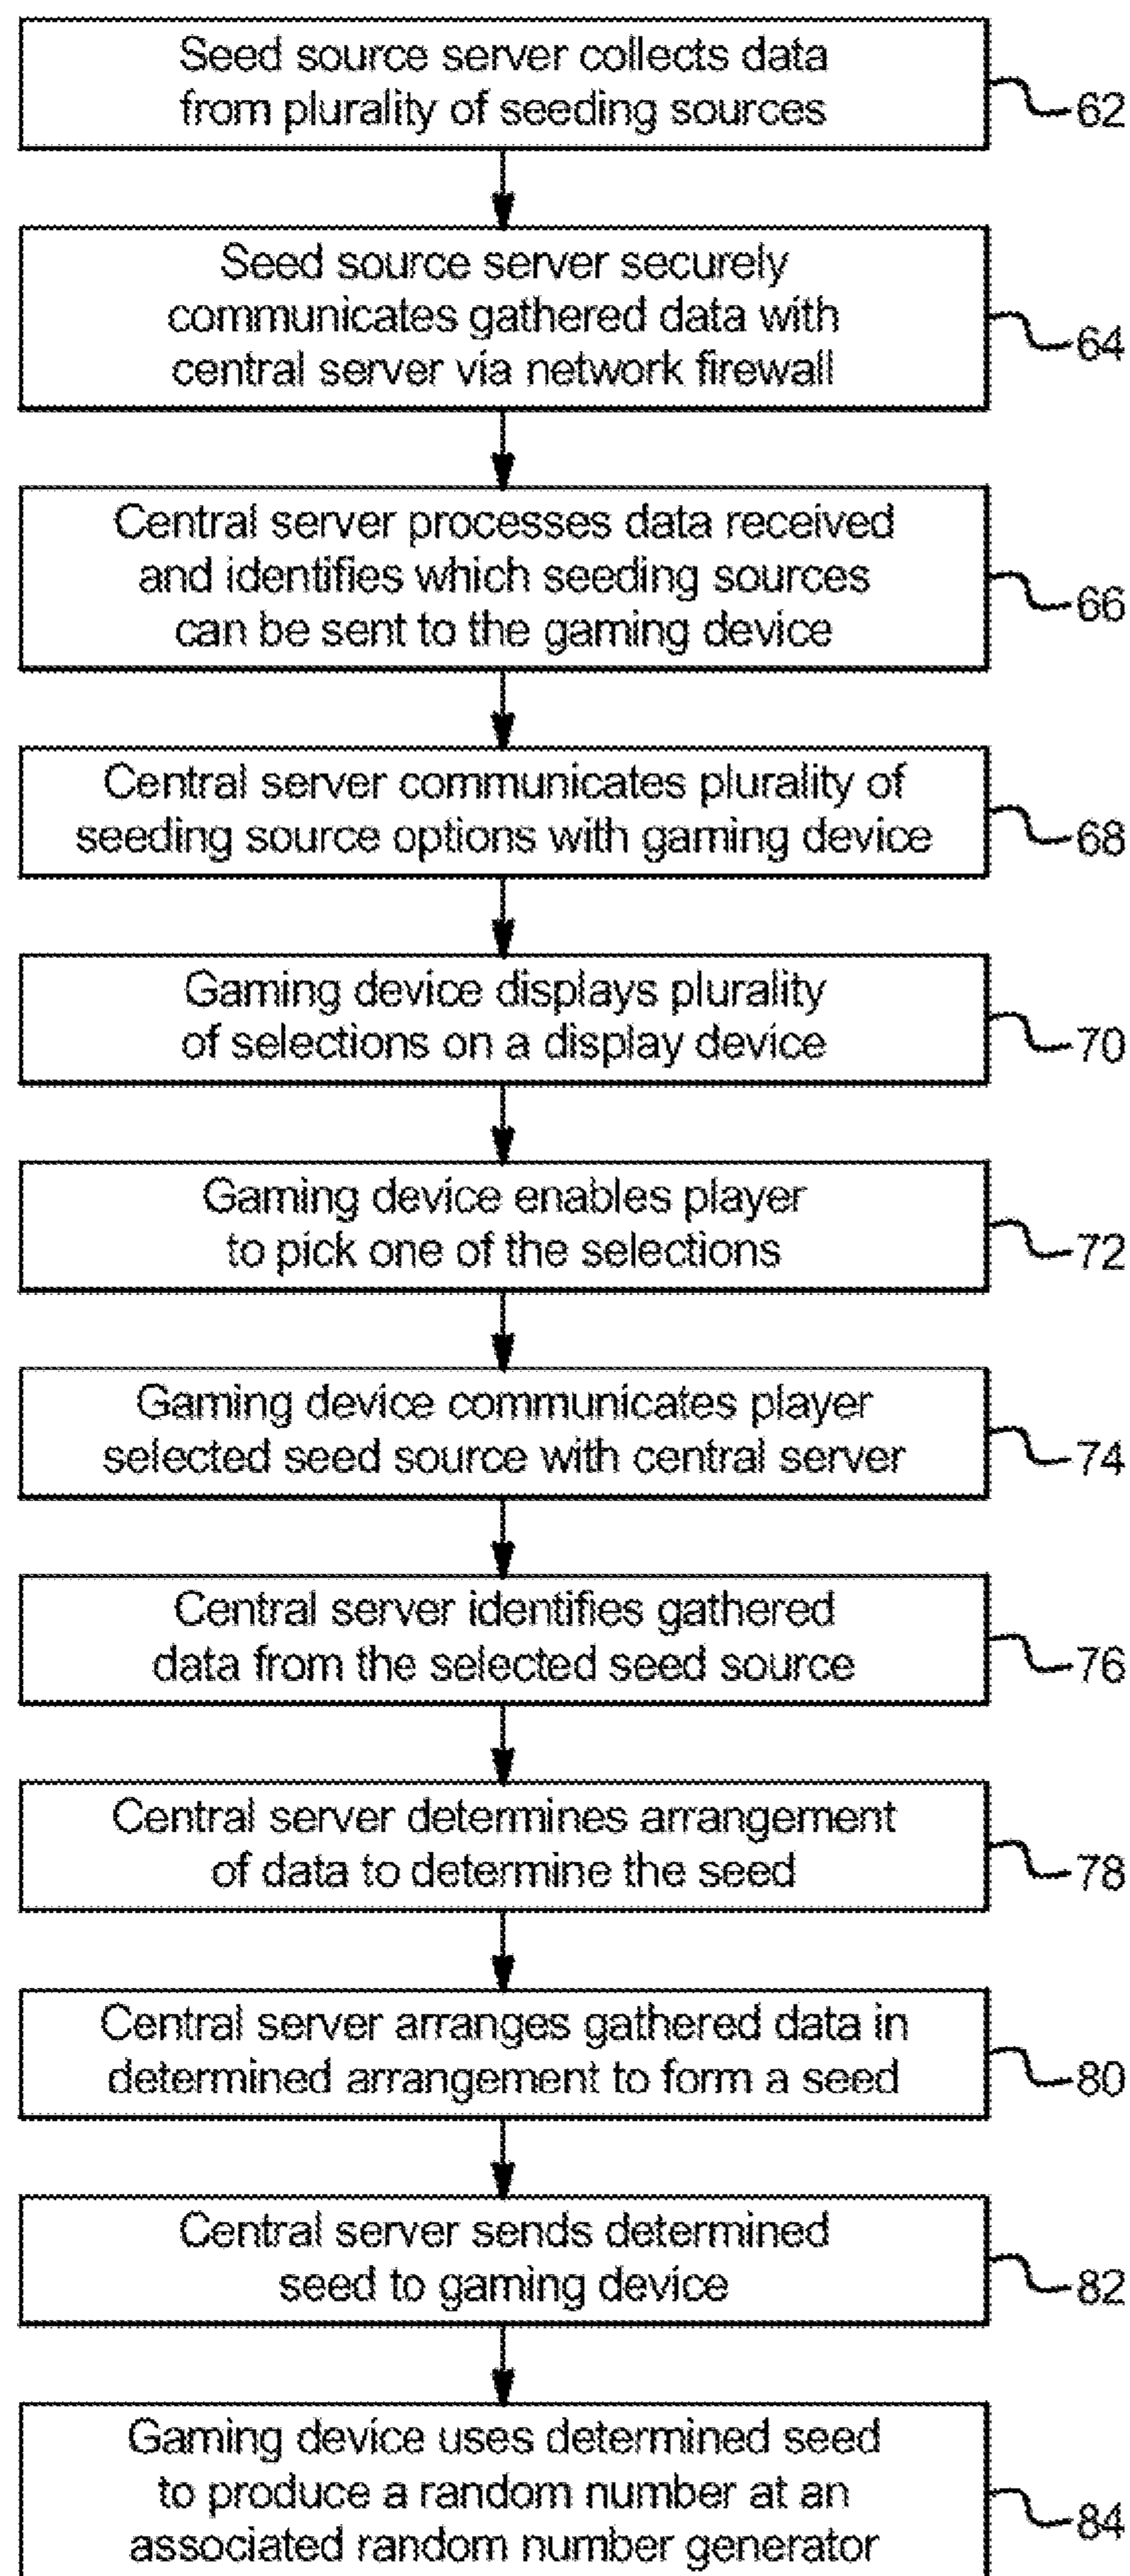 Seed source server collects data
from plurality of seeding sources
62
Seed source server securely
communicates gathered data with
central server via network firewall
64
Central server processes data received
and identifies which seeding sources
can be sent to the gaming device
66
Central server communicates plurality of
seeding source options with gaming device
68
Gaming device displays plurality
of selections on a display device
70
Gaming device enables player
to pick one of the selections
72
Gaming device communicates player
selected seed source with central server
74
Central server identifies gathered
data from the selected seed source
76
Central server determines arrangement
of data to determine the seed
78
Central server arranges gathered data in
determined arrangement to form a seed
80
Central server sends determined
seed to gaming device
82
Gaming device uses determined seed
to produce a random number at an
associated random number generator
84